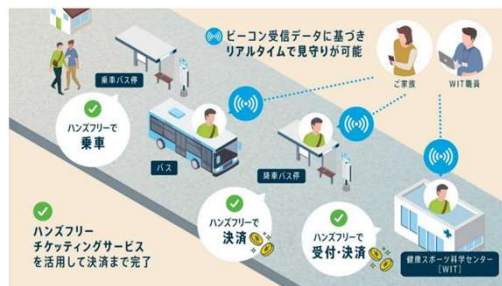 ビーコン受信データに基づき
リアルタイムで見守りが可能
ご家族
WIT職員
乗車バス停
ハンズフリーで
乗車
バス
降車バス停
ハンズフリー
チケッティングサービス
を活用して決済まで完了
ハンズフリーで
決済
ハンズフリーで
受付・決済
健康スポーツ科学センター
[WIT]